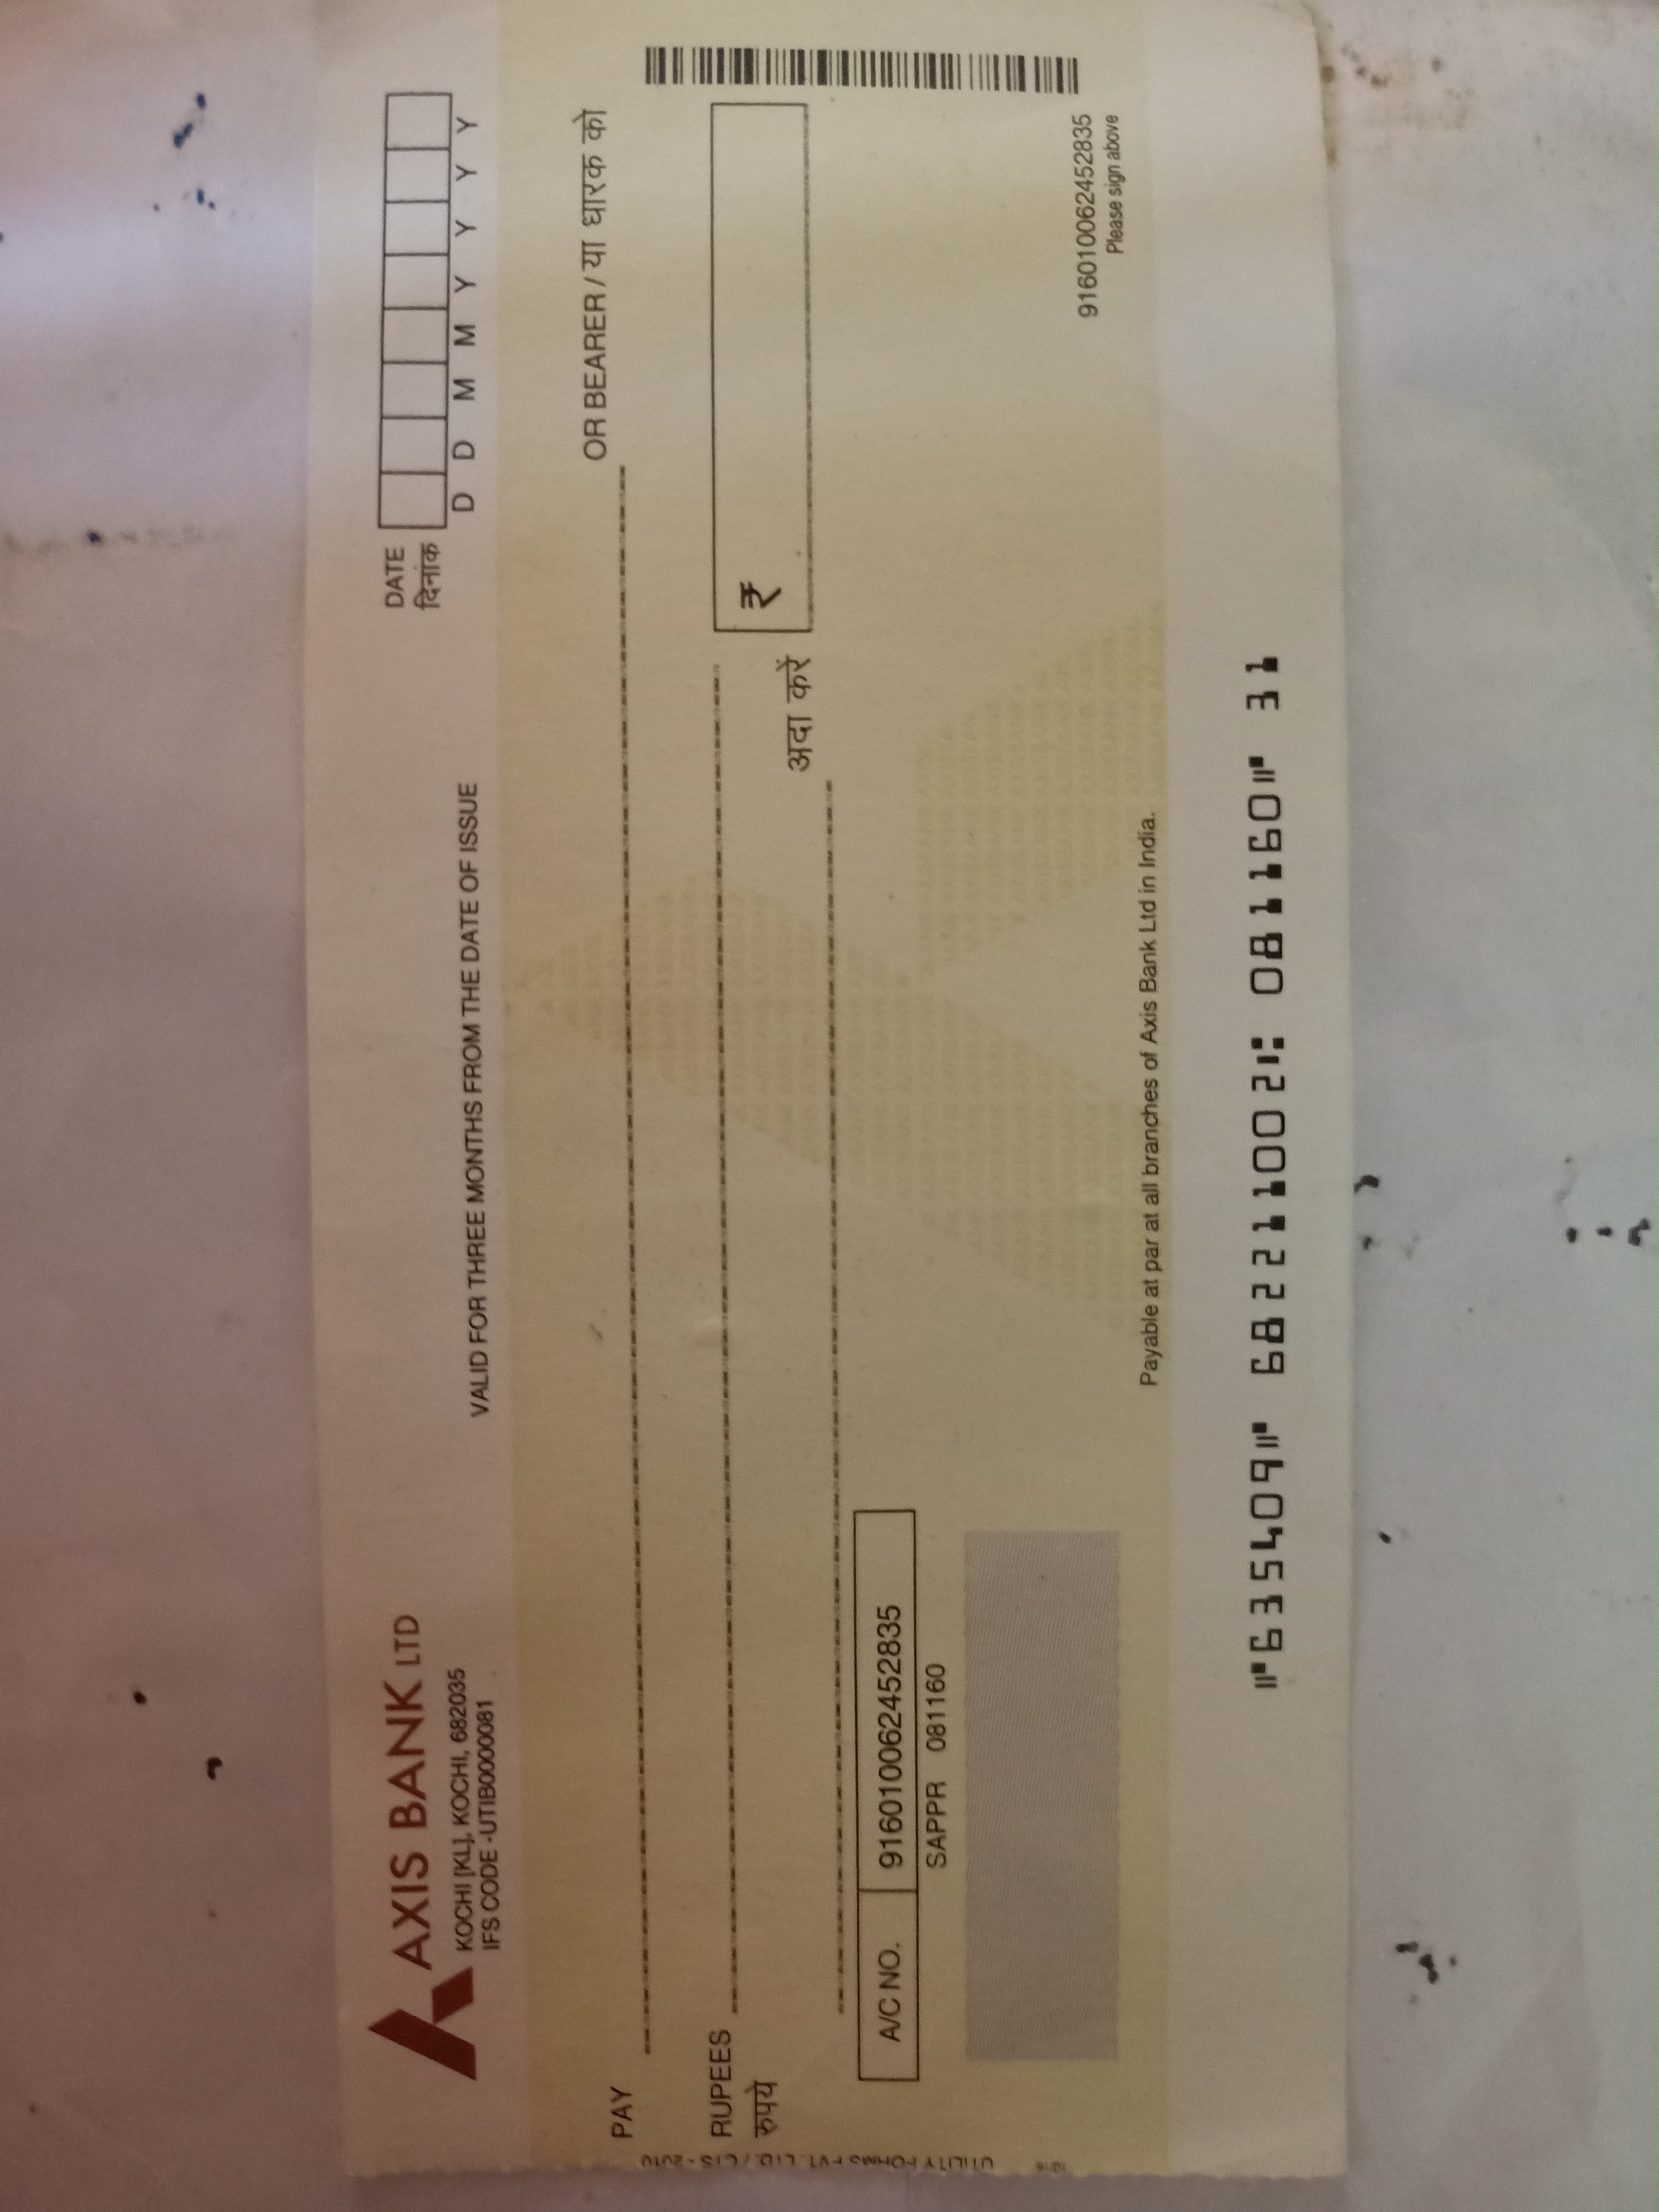 AXIS BANK LTD
KOCHI [KL], KOCHI, 682035
IFS CODE -UTIB0000081
VALID FOR THREE MONTHS FROM THE DATE OF ISSUE
DATE
दिनांक
D D M M Y Y Y Y
PAY
OR BEARER / या धारक को
RUPEES
रुपये
अदा करें
₹
A/C NO. 916010062452835
SAPPR 081160
916010062452835
Please sign above
Payable at par at all branches of Axis Bank Ltd in India.
⑈635409⑈ 682211002⑆ 081160⑈ 31
UTILITY FORMS PVT. LTD. / CTS - 2010